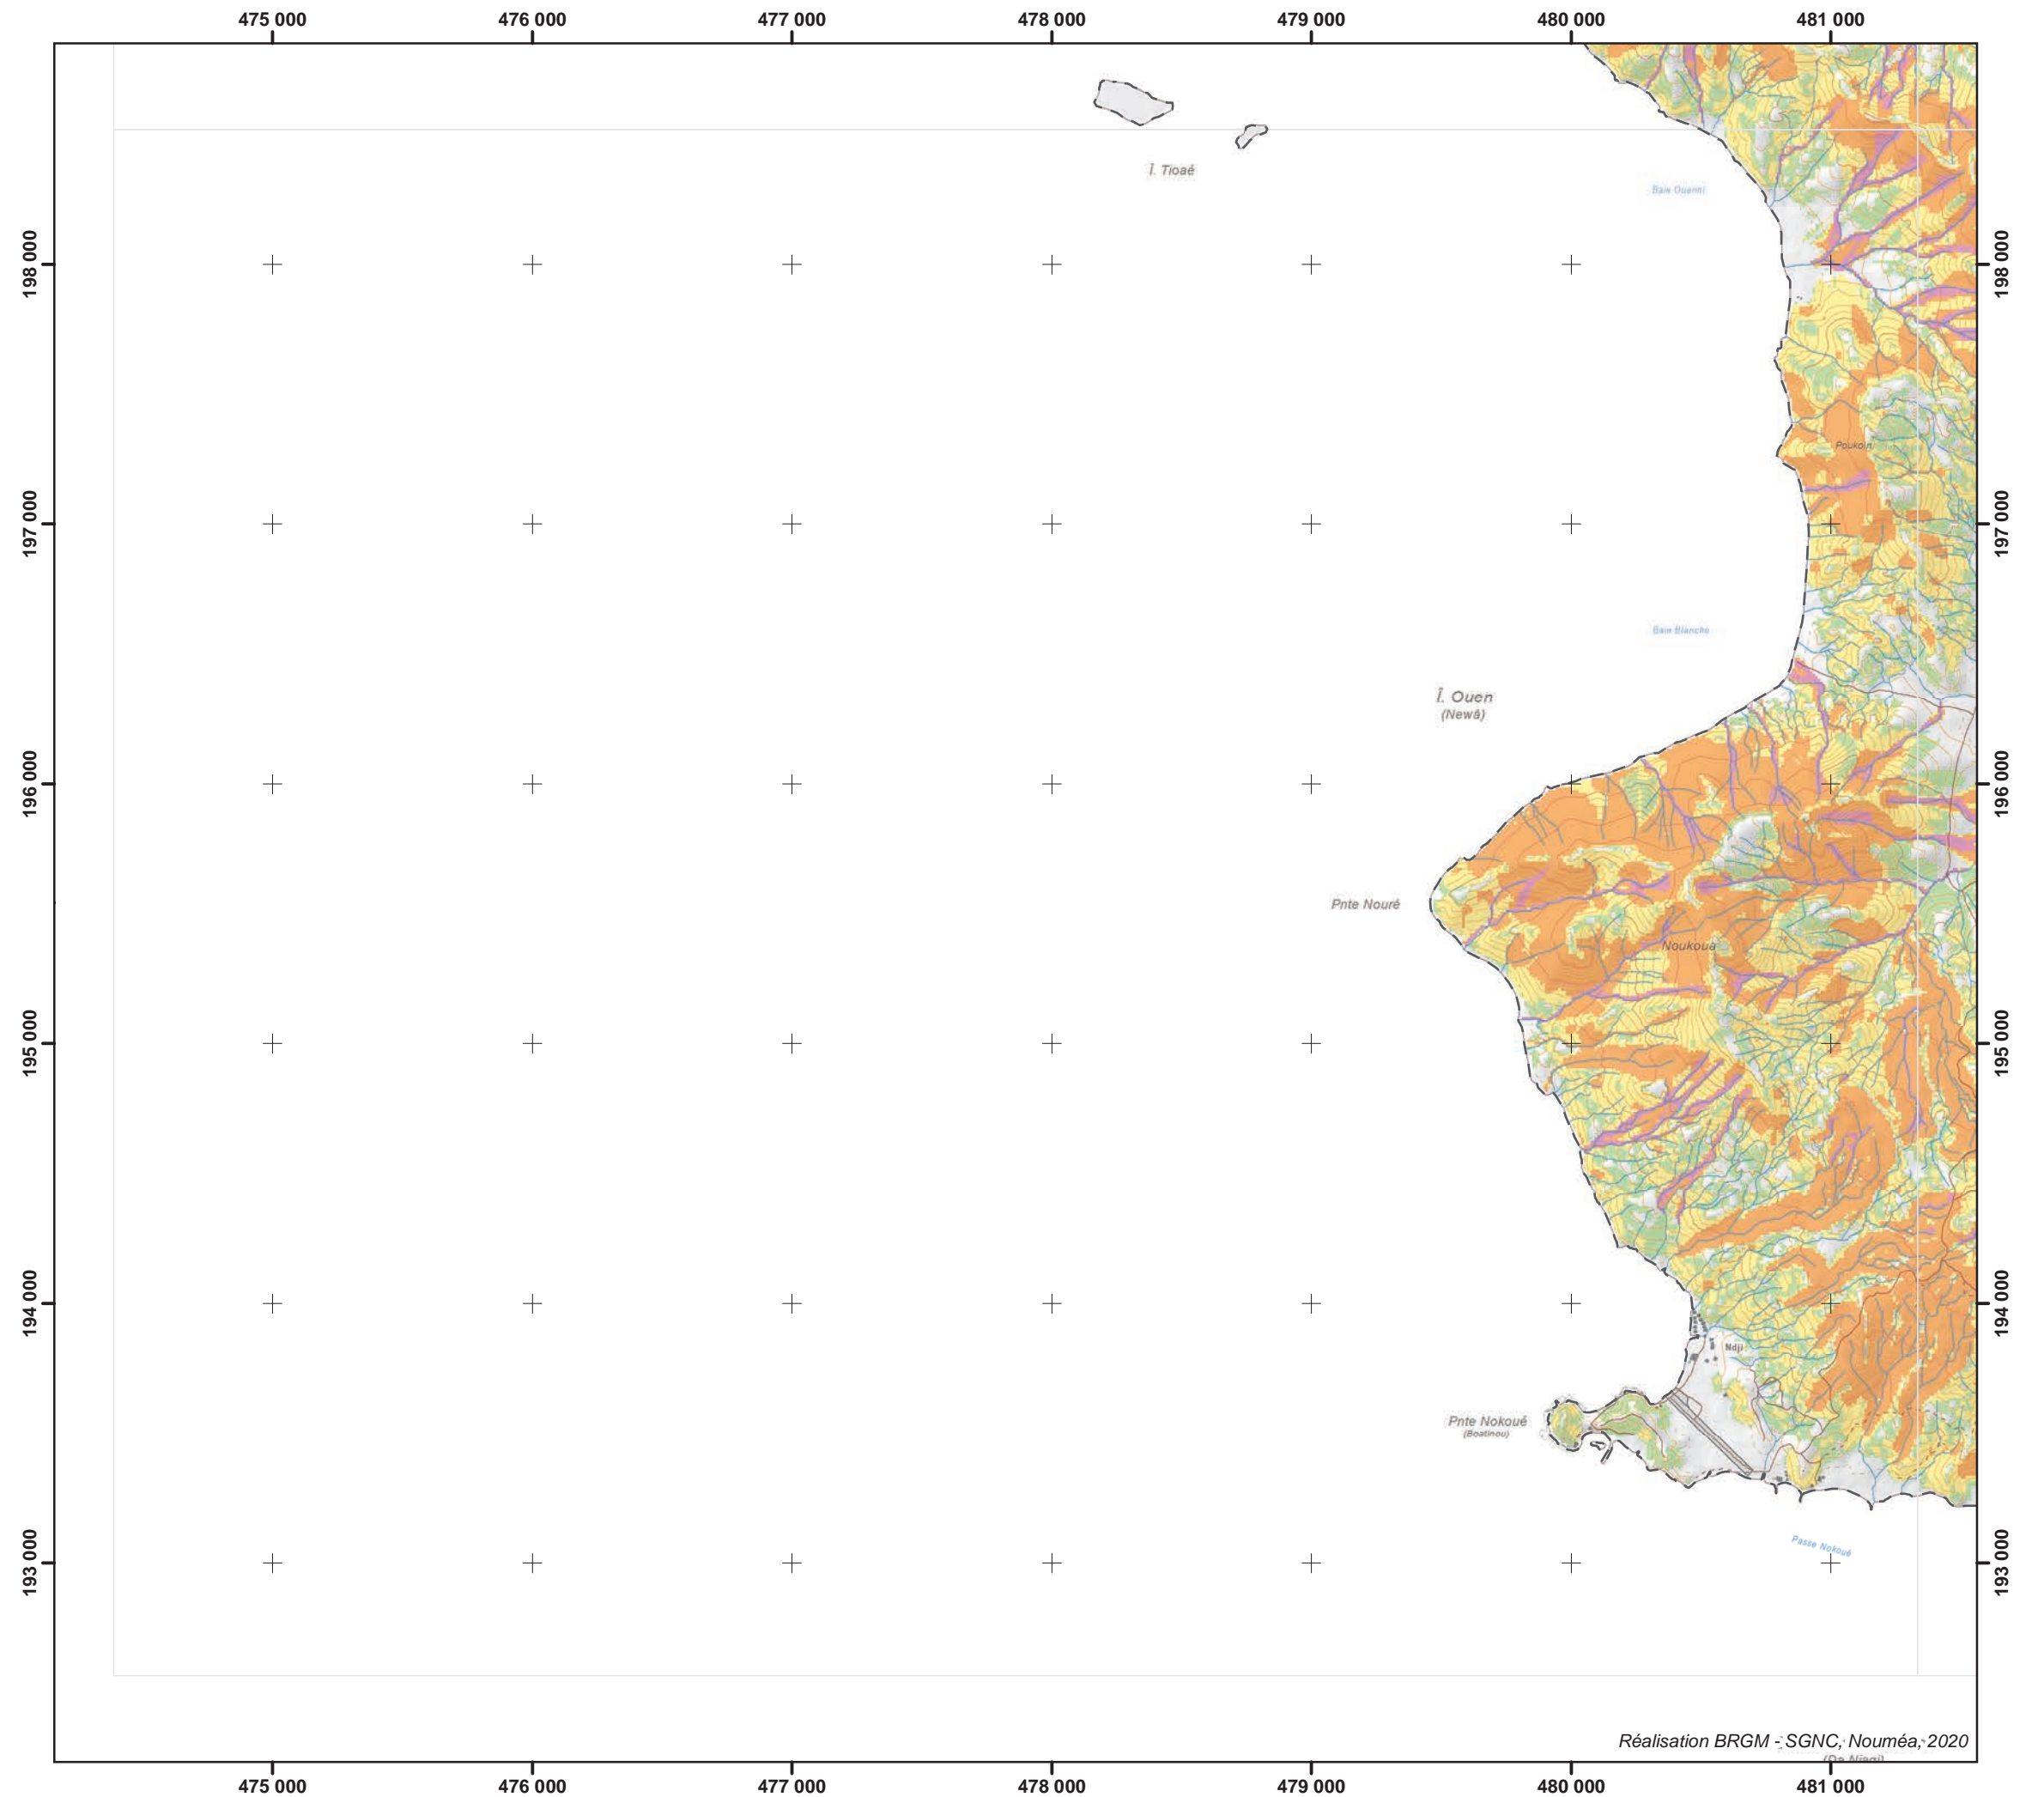 475 000 476 000 477 000 478 000 479 000 480 000 481 000
Î. Tioaé
Baie Ouanni
198 000 198 000
Poukoin
197 000 197 000
Baie Blanche
Î. Ouen
(Newâ)
196 000 196 000
Pnte Nouré
Noukoua
195 000 195 000
194 000 194 000
Ndji
Pnte Nokoué
(Boatinou)
Passe Nokoué
193 000 193 000
Réalisation BRGM - SGNC, Nouméa, 2020
475 000 476 000 477 000 478 000 479 000 480 000 481 000